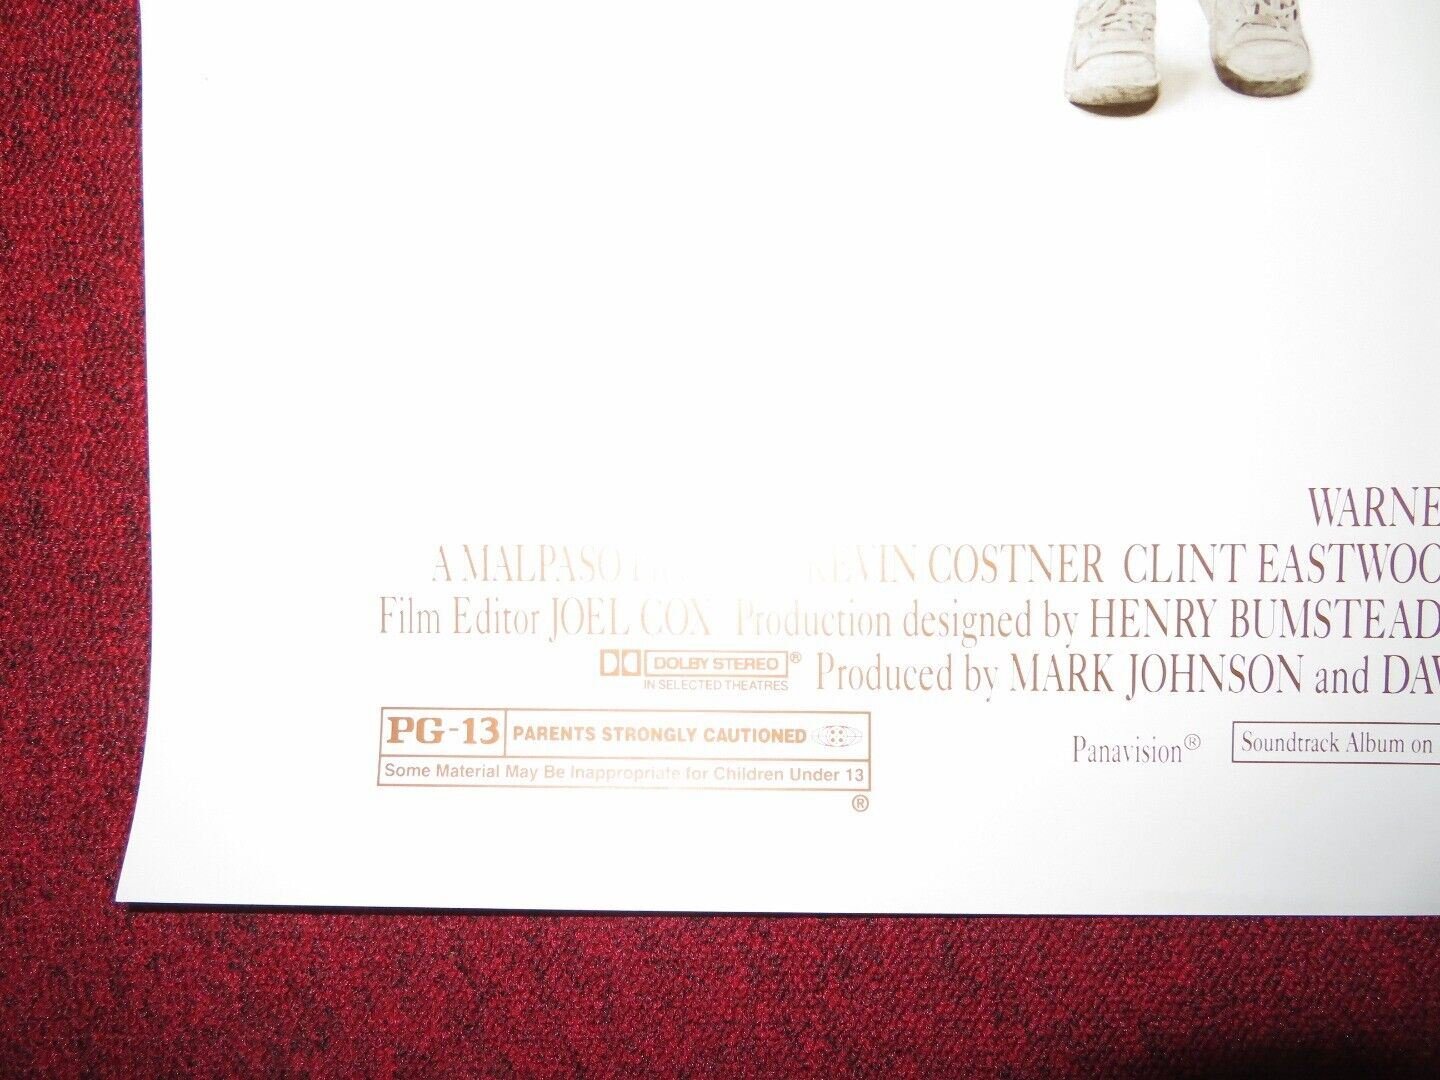 WARNE
A MALPASO KEVIN COSTNER CLINT EASTWOO
Film Editor JOEL COX Production designed by HENRY BUMSTEAD
DOLBY STEREO ® Produced by MARK JOHNSON and DAV
IN SELECTED THEATRES
PG-13 PARENTS STRONGLY CAUTIONED
Some Material May Be Inappropriate for Children Under 13
®
Panavision® Soundtrack Album on